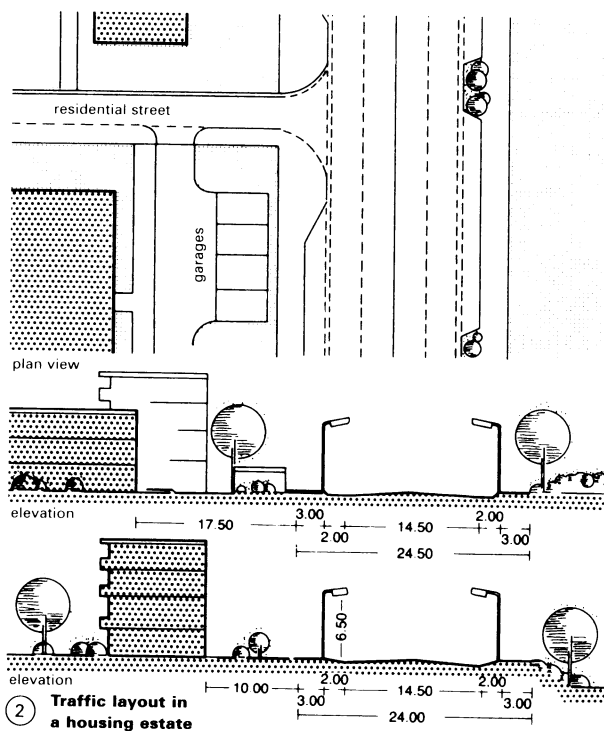 residential street
garages
plan view
elevation
17.50
3.00
2.00
14.50
2.00
3.00
24.50
6.50
elevation
10.00
3.00
2.00
14.50
2.00
3.00
24.00
2 Traffic layout in
a housing estate